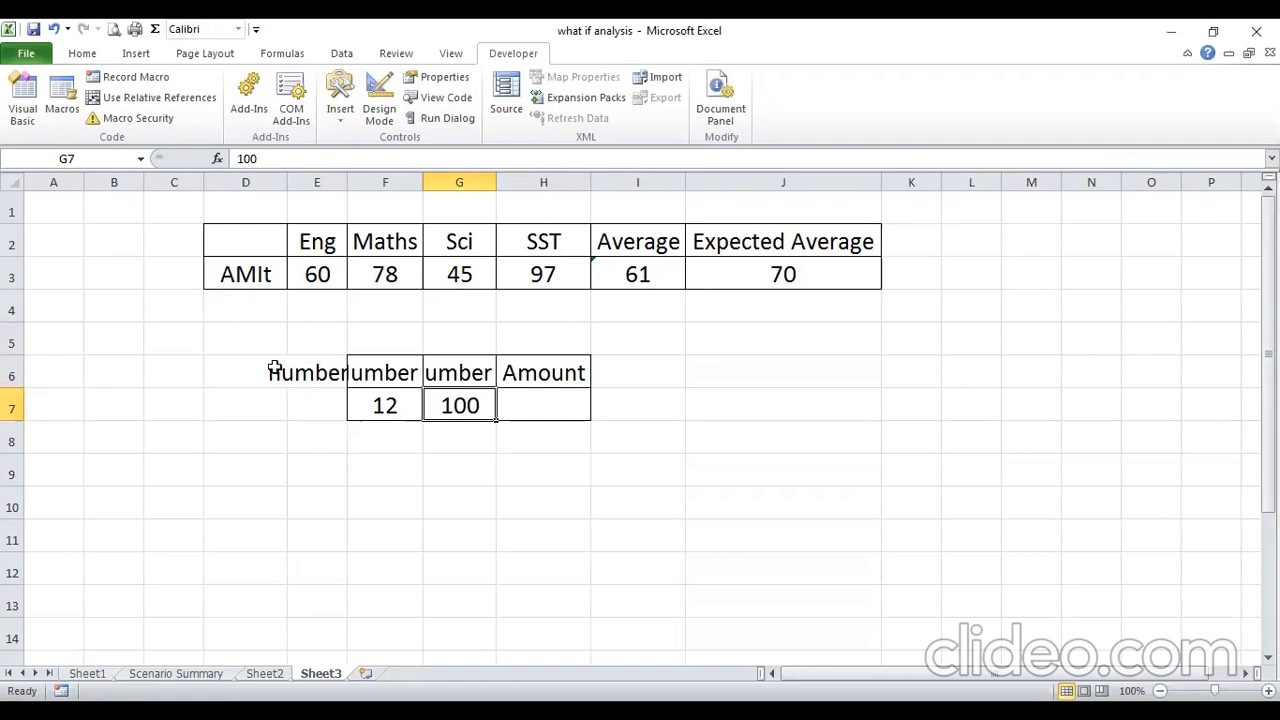 Calibri
what if analysis - Microsoft Excel
File Home Insert Page Layout Formulas Data Review View Developer
Visual Basic
Macros
Record Macro
Use Relative References
Macro Security
Code
Add-Ins
COM Add-Ins
Add-Ins
Insert
Design Mode
Properties
View Code
Run Dialog
Controls
Source
Map Properties
Expansion Packs
Refresh Data
Import
Export
XML
Document Panel
Modify
G7 fx 100
A B C D E F G H I J K L M N O P
1
2 Eng Maths Sci SST Average Expected Average
3 AMIt 60 78 45 97 61 70
4
5
6 number umber umber Amount
7 12 100
8
9
10
11
12
13
14
clideo.com
Sheet1 Scenario Summary Sheet2 Sheet3
Ready 100%